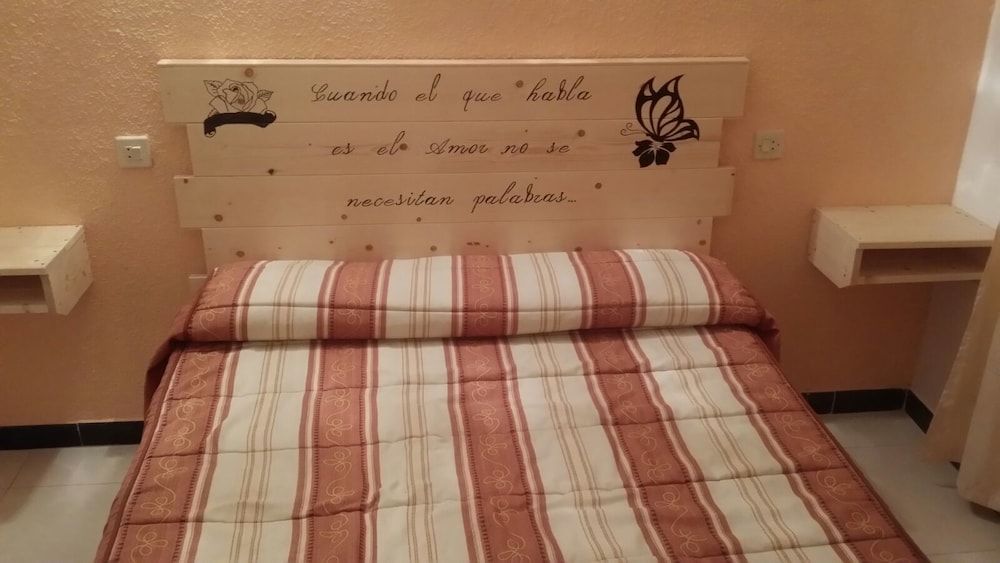 Cuando el que habla
es el Amor no se
necesitan palabras...